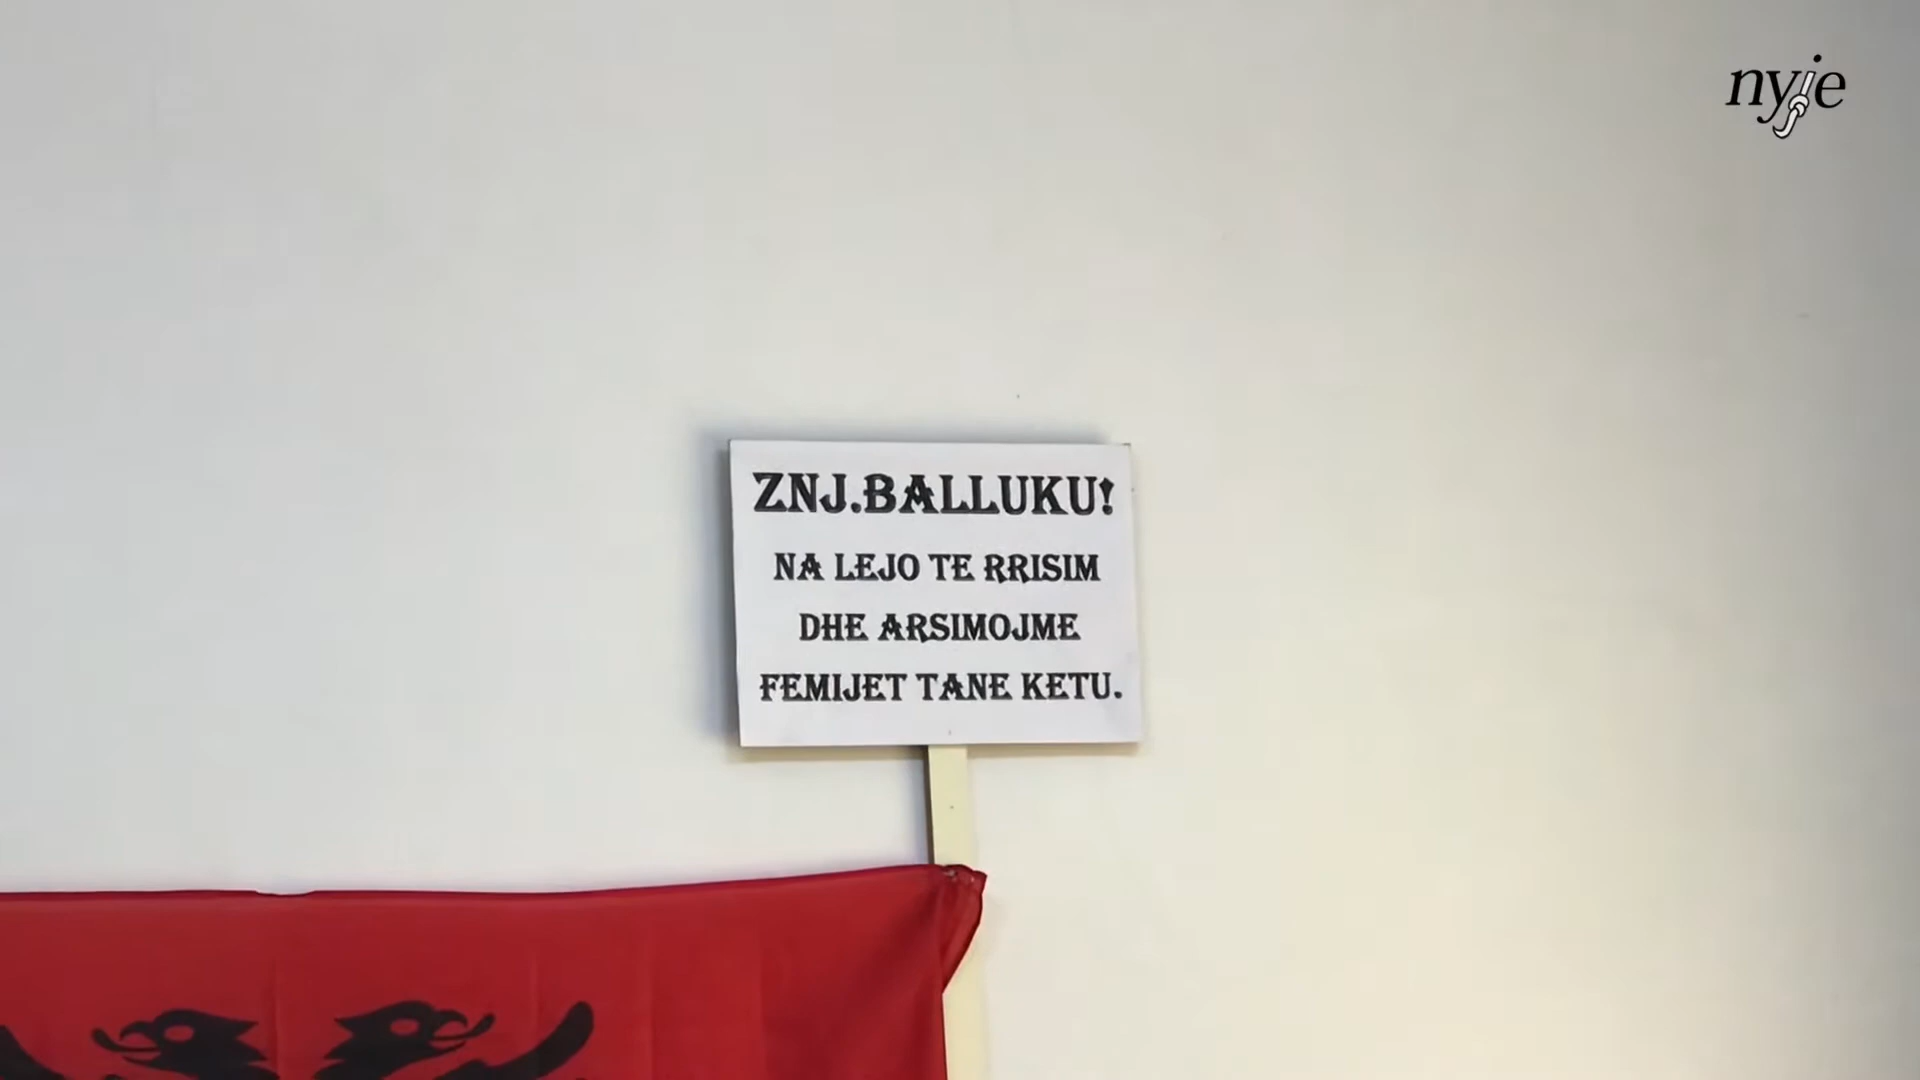 nyje
ZNJ.BALLUKU!
NA LEJO TE RRISIM
DHE ARSIMOJME
FEMIJET TANE KETU.